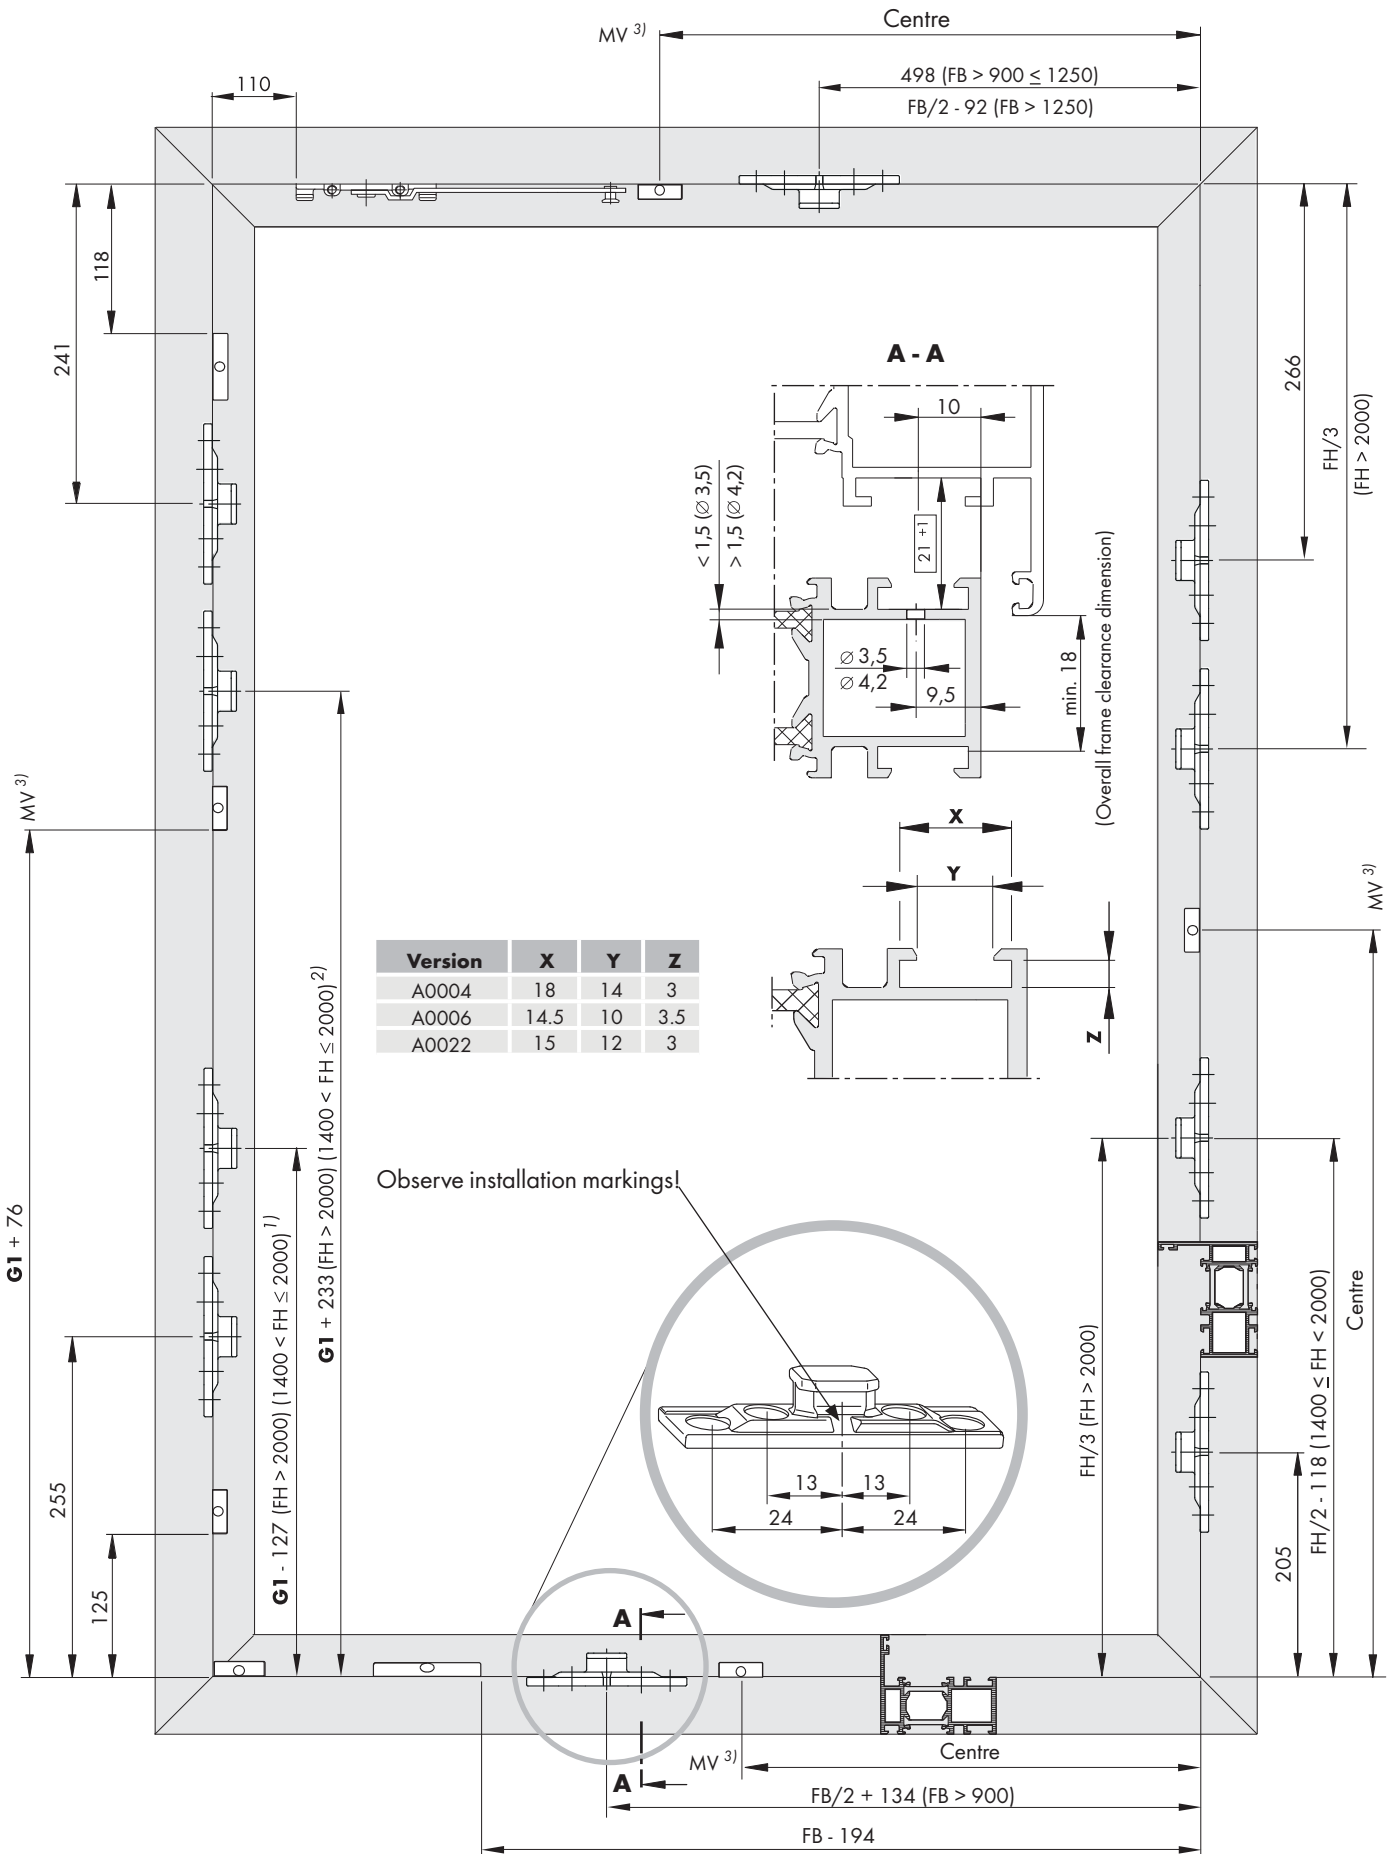 Centre
MV 3)
498 (FB > 900 ≤ 1250)
FB/2 - 92 (FB > 1250)
110
118
241
266
FH/3
(FH > 2000)
A - A
10
< 1,5 (∅ 3,5)
> 1,5 (∅ 4,2)
21 +1
∅ 3,5
∅ 4,2
9,5
min. 18
(Overall frame clearance dimension)
MV 3)
X
Y
Z
MV 3)
Version X Y Z
A0004 18 14 3
A0006 14.5 10 3.5
A0022 15 12 3
Observe installation markings!
G1 + 76
G1 - 127 (FH > 2000) (1400 < FH ≤ 2000) 1)
G1 + 233 (FH > 2000) (1400 < FH ≤ 2000) 2)
255
125
13 13
24 24
FH/3 (FH > 2000)
FH/2 - 118 (1400 ≤ FH < 2000)
Centre
205
A
A
MV 3)
Centre
FB/2 + 134 (FB > 900)
FB - 194